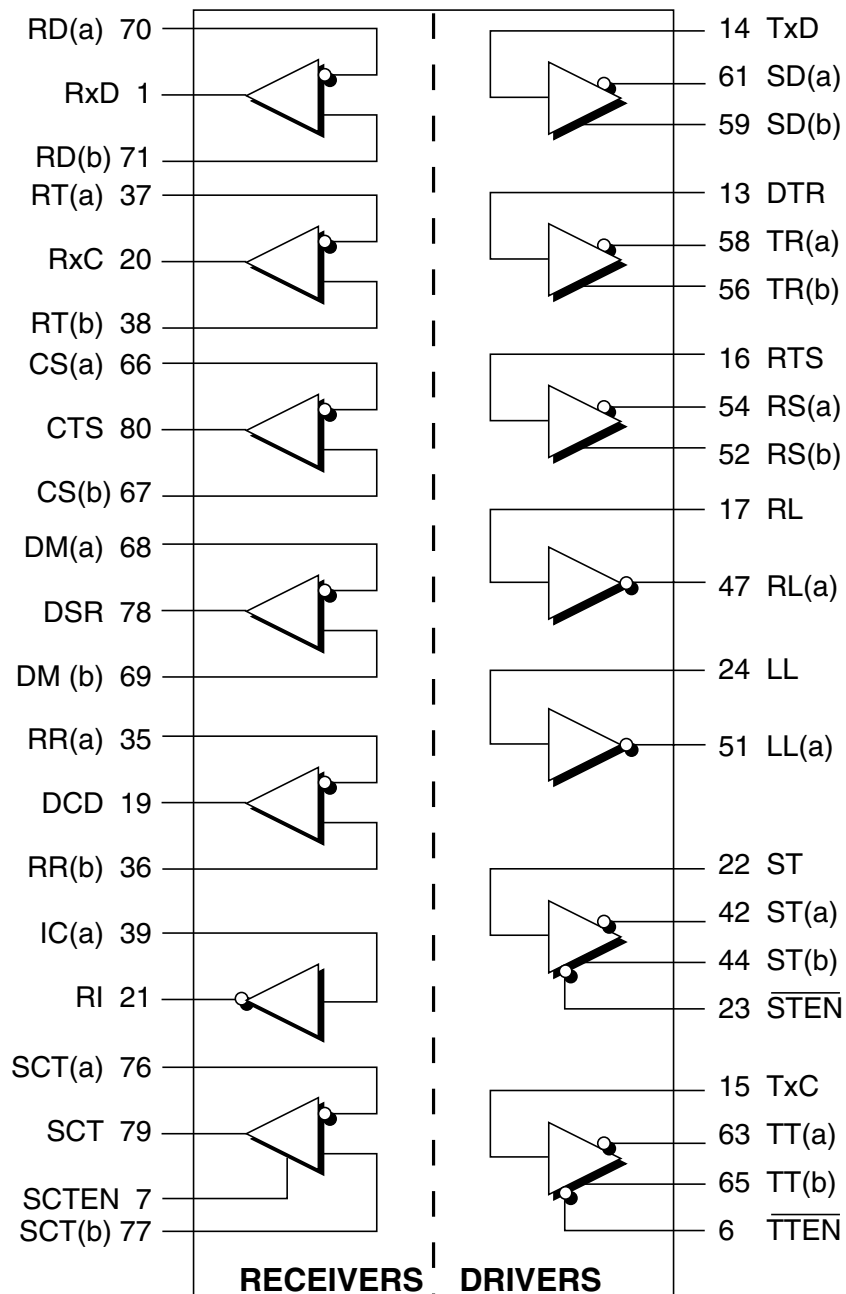 RD(a) 70
RxD 1
RD(b) 71
RT(a) 37
RxC 20
RT(b) 38
CS(a) 66
CTS 80
CS(b) 67
DM(a) 68
DSR 78
DM (b) 69
RR(a) 35
DCD 19
RR(b) 36
IC(a) 39
RI 21
SCT(a) 76
SCT 79
SCTEN 7
SCT(b) 77
RECEIVERS
14 TxD
61 SD(a)
59 SD(b)
13 DTR
58 TR(a)
56 TR(b)
16 RTS
54 RS(a)
52 RS(b)
17 RL
47 RL(a)
24 LL
51 LL(a)
22 ST
42 ST(a)
44 ST(b)
23 S̅T̅E̅N̅
15 TxC
63 TT(a)
65 TT(b)
6 T̅T̅E̅N̅
DRIVERS